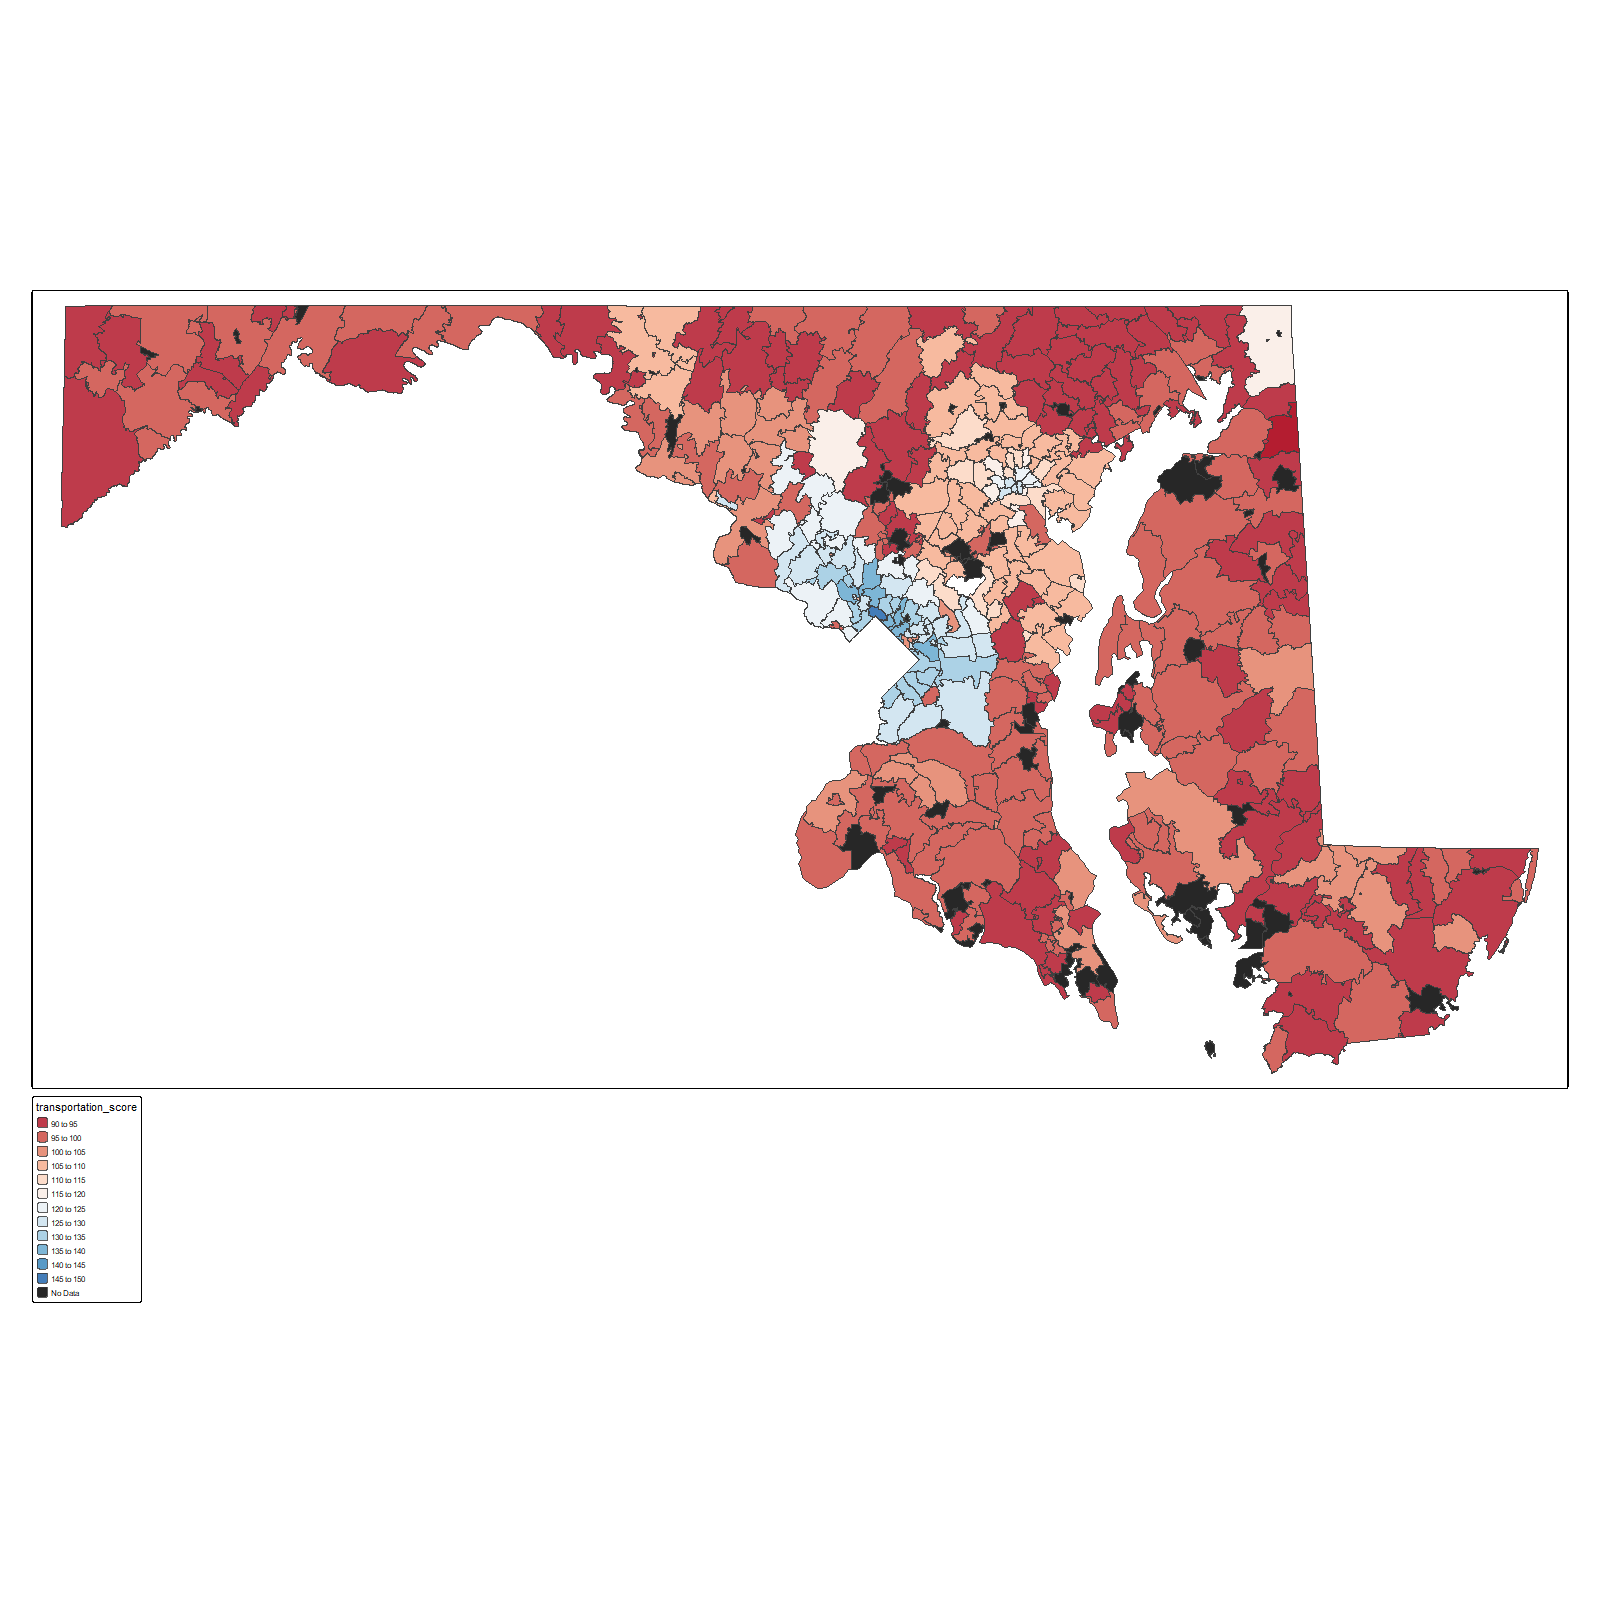 transportation_score
90 to 95
95 to 100
100 to 105
105 to 110
110 to 115
115 to 120
120 to 125
125 to 130
130 to 135
135 to 140
140 to 145
145 to 150
No Data